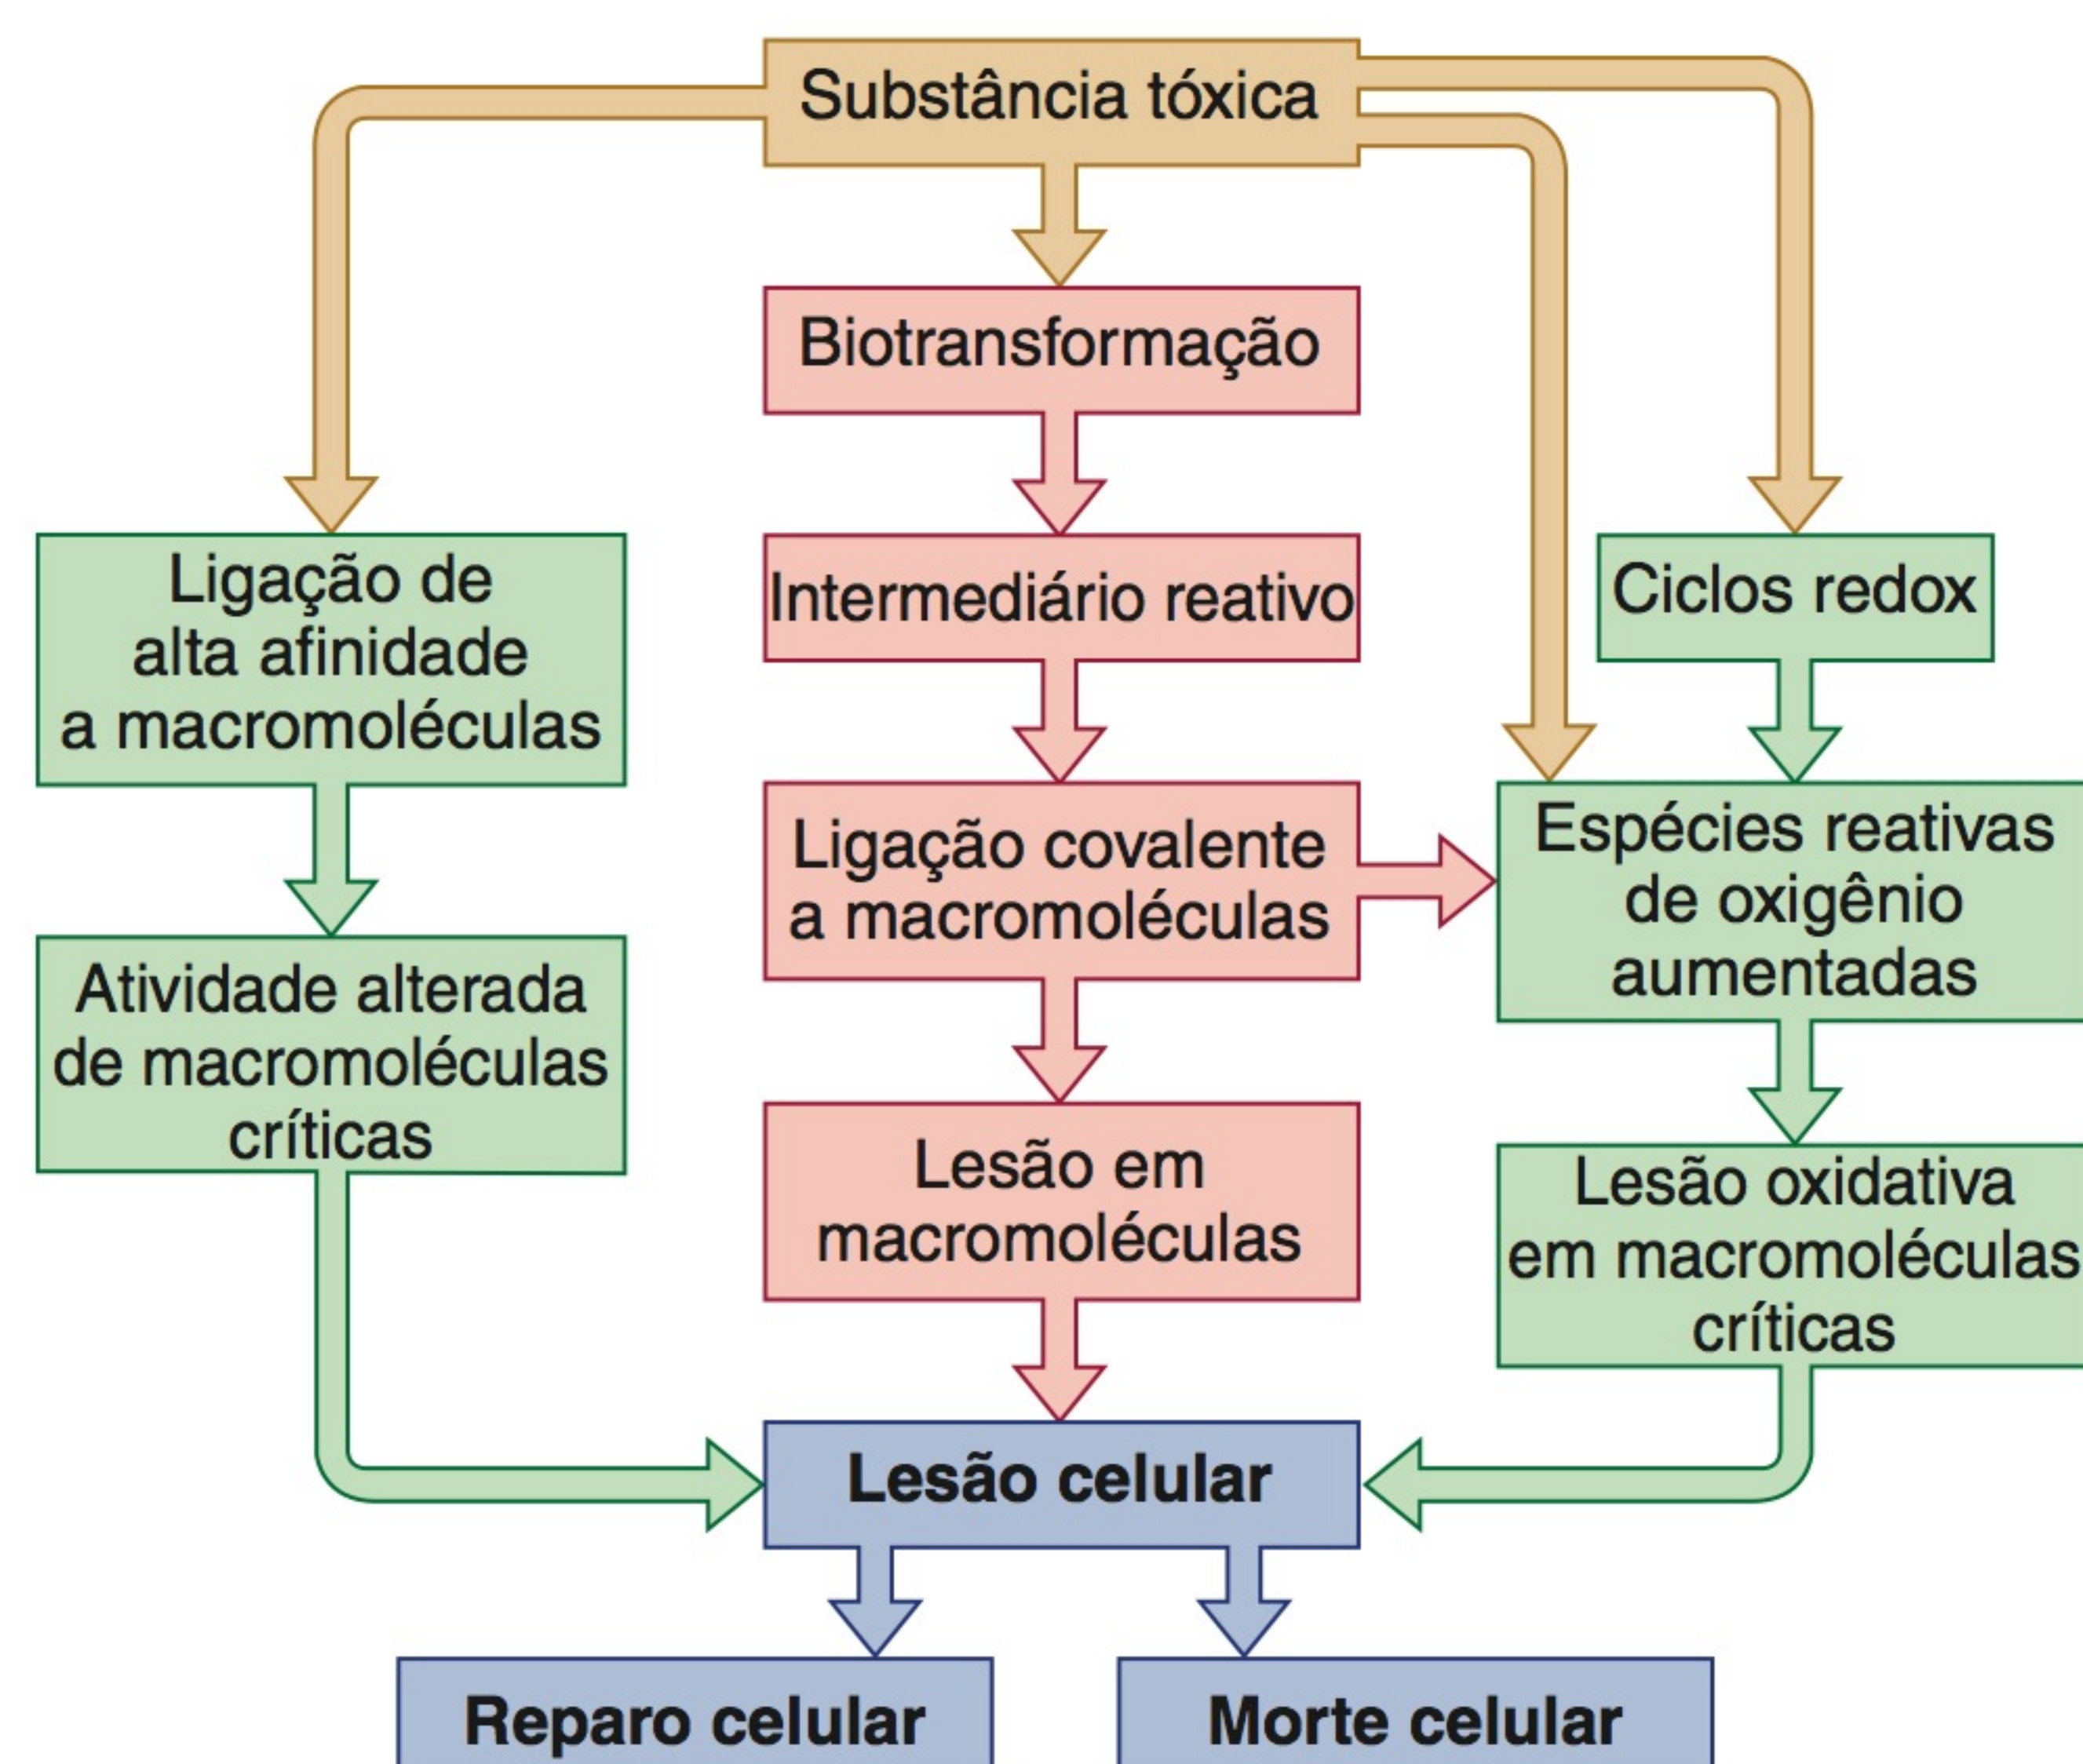 Substância tóxica
Biotransformação
Ligação de
alta afinidade
a macromoléculas
Intermediário reativo
Ciclos redox
Ligação covalente
a macromoléculas
Espécies reativas
de oxigênio
aumentadas
Atividade alterada
de macromoléculas
críticas
Lesão em
macromoléculas
Lesão oxidativa
em macromoléculas
críticas
Lesão celular
Reparo celular
Morte celular